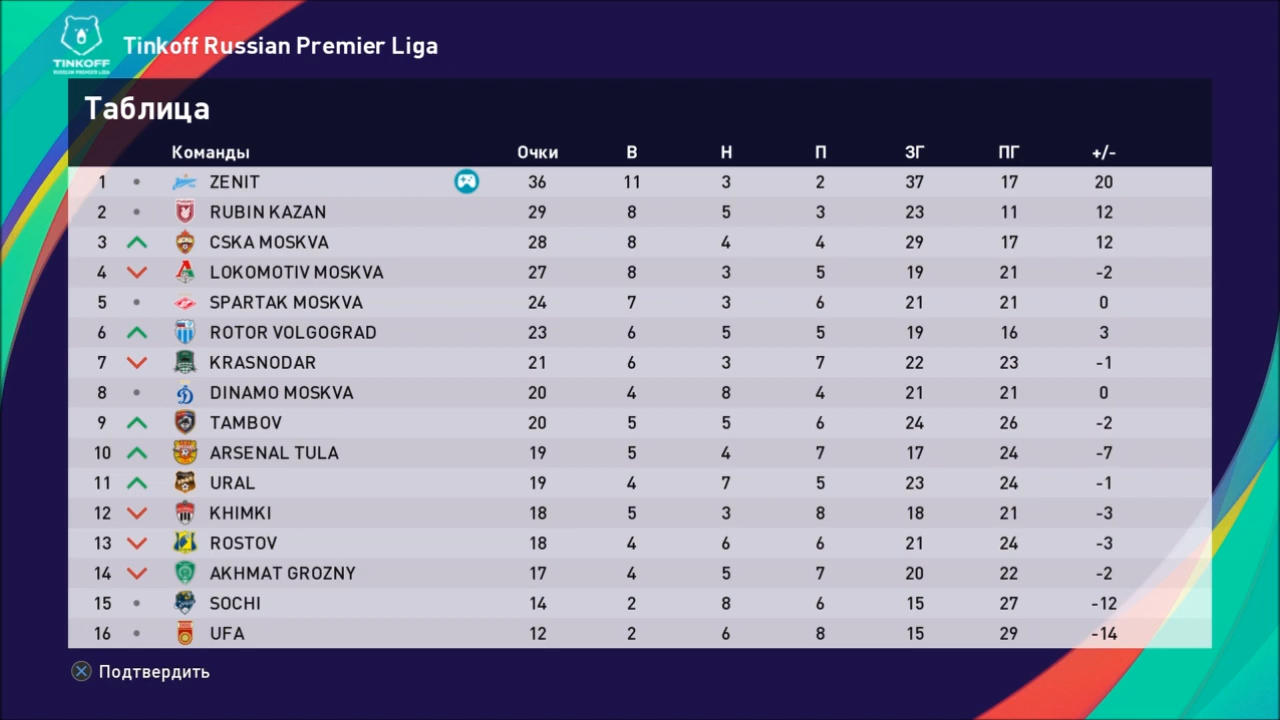 TINKOFF
RUSSIAN PREMIER LIGA
Tinkoff Russian Premier Liga
Таблица
Команды Очки В Н П ЗГ ПГ +/-
1 ZENIT 36 11 3 2 37 17 20
2 RUBIN KAZAN 29 8 5 3 23 11 12
3 CSKA MOSKVA 28 8 4 4 29 17 12
4 LOKOMOTIV MOSKVA 27 8 3 5 19 21 -2
5 SPARTAK MOSKVA 24 7 3 6 21 21 0
6 ROTOR VOLGOGRAD 23 6 5 5 19 16 3
7 KRASNODAR 21 6 3 7 22 23 -1
8 DINAMO MOSKVA 20 4 8 4 21 21 0
9 TAMBOV 20 5 5 6 24 26 -2
10 ARSENAL TULA 19 5 4 7 17 24 -7
11 URAL 19 4 7 5 23 24 -1
12 KHIMKI 18 5 3 8 18 21 -3
13 ROSTOV 18 4 6 6 21 24 -3
14 AKHMAT GROZNY 17 4 5 7 20 22 -2
15 SOCHI 14 2 8 6 15 27 -12
16 UFA 12 2 6 8 15 29 -14
Подтвердить